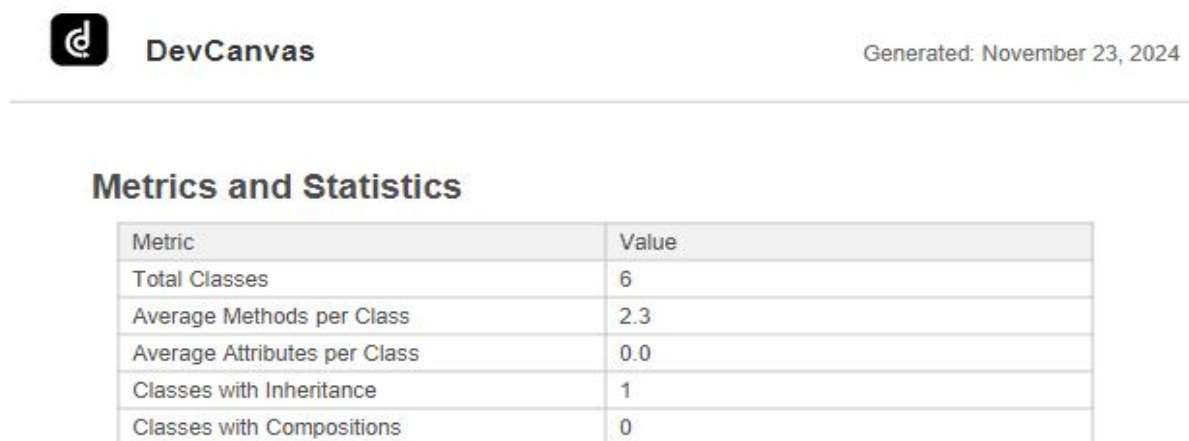 DevCanvas
Generated: November 23, 2024
Metrics and Statistics
Metric Value
Total Classes 6
Average Methods per Class 2.3
Average Attributes per Class 0.0
Classes with Inheritance 1
Classes with Compositions 0